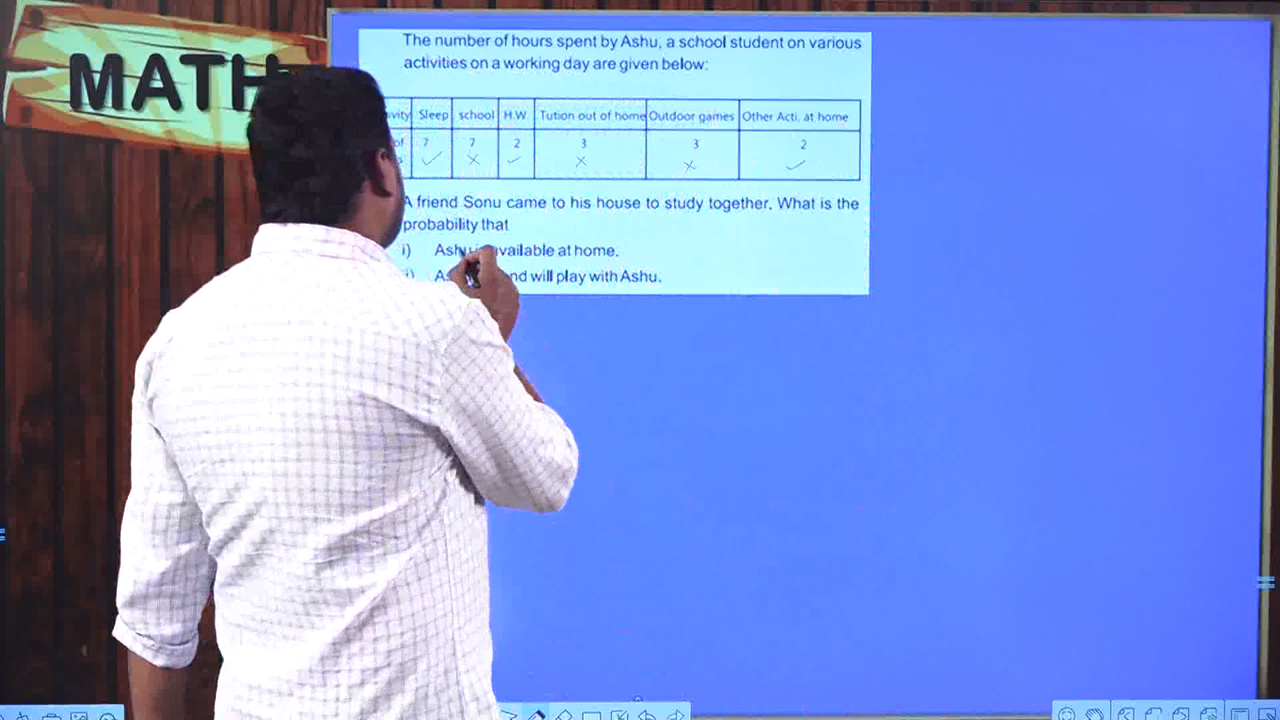 MATH
The number of hours spent by Ashu, a school student on various
activities on a working day are given below:
Sleep school H.W. Tution out of home Outdoor games Other Acti. at home
7 7 2 3 3 2
✓ × ✓ × × ✓
A friend Sonu came to his house to study together. What is the
probability that
i) at home.
will play with Ashu.